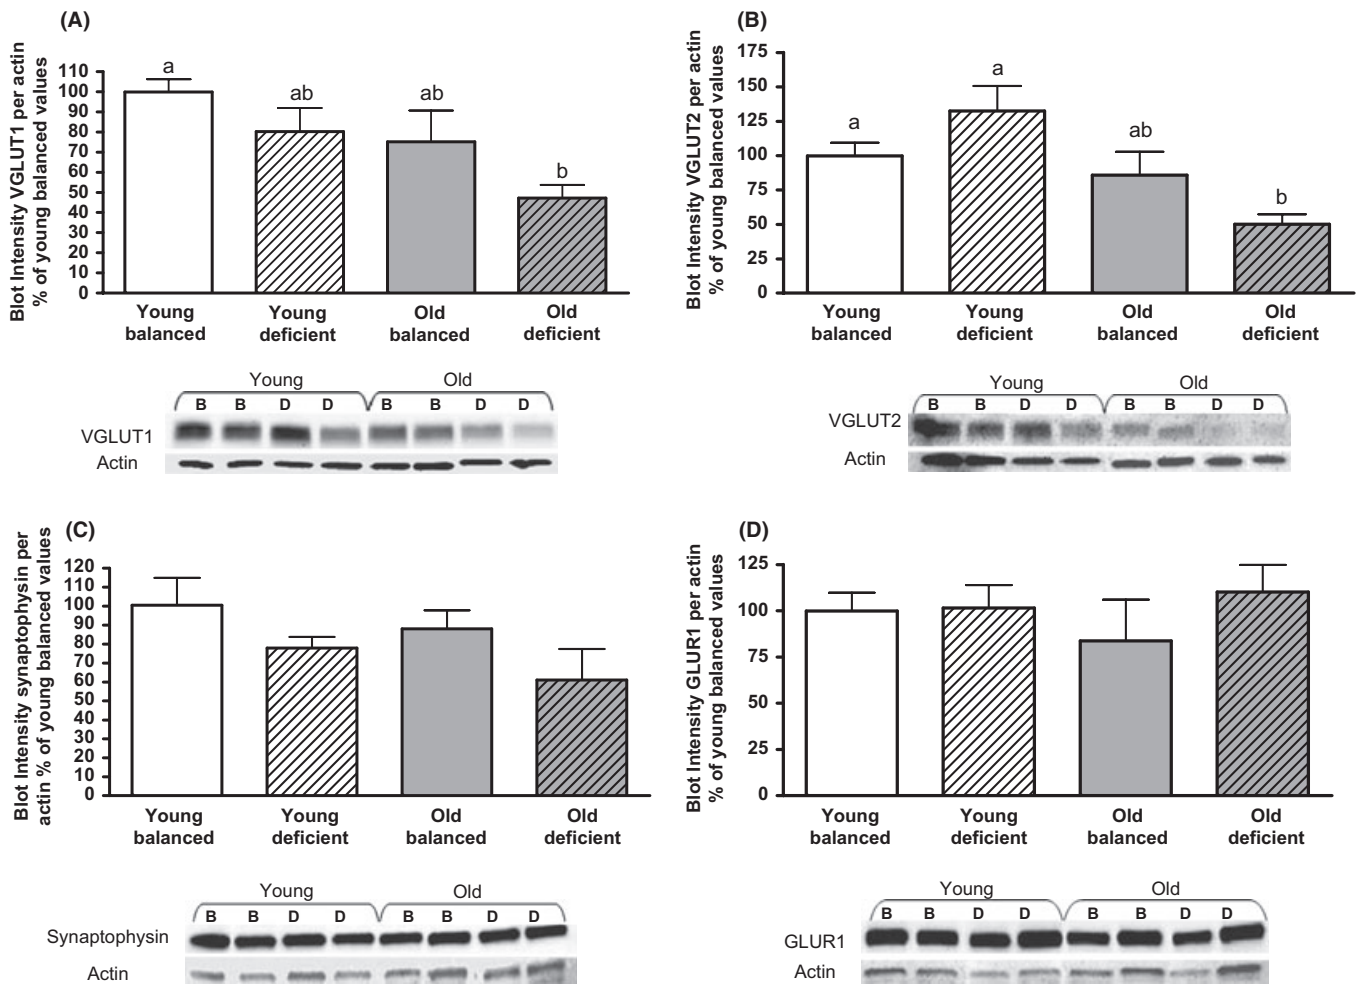 (A)
Blot Intensity VGLUT1 per actin
% of young balanced values
110
100
90
80
70
60
50
40
30
20
10
0
a
ab
ab
b
Young balanced
Young deficient
Old balanced
Old deficient
Young Old
B B D D B B D D
VGLUT1
Actin
(B)
Blot Intensity VGLUT2 per actin
% of young balanced values
175
150
125
100
75
50
25
0
a
a
ab
b
Young balanced
Young deficient
Old balanced
Old deficient
Young Old
B B D D B B D D
VGLUT2
Actin
(C)
Blot Intensity synaptophysin per
actin % of young balanced values
120
110
100
90
80
70
60
50
40
30
20
10
0
Young balanced
Young deficient
Old balanced
Old deficient
Young Old
B B D D B B D D
Synaptophysin
Actin
(D)
Blot Intensity GLUR1 per actin
% of young balanced values
125
100
75
50
25
0
Young balanced
Young deficient
Old balanced
Old deficient
Young Old
B B D D B B D D
GLUR1
Actin